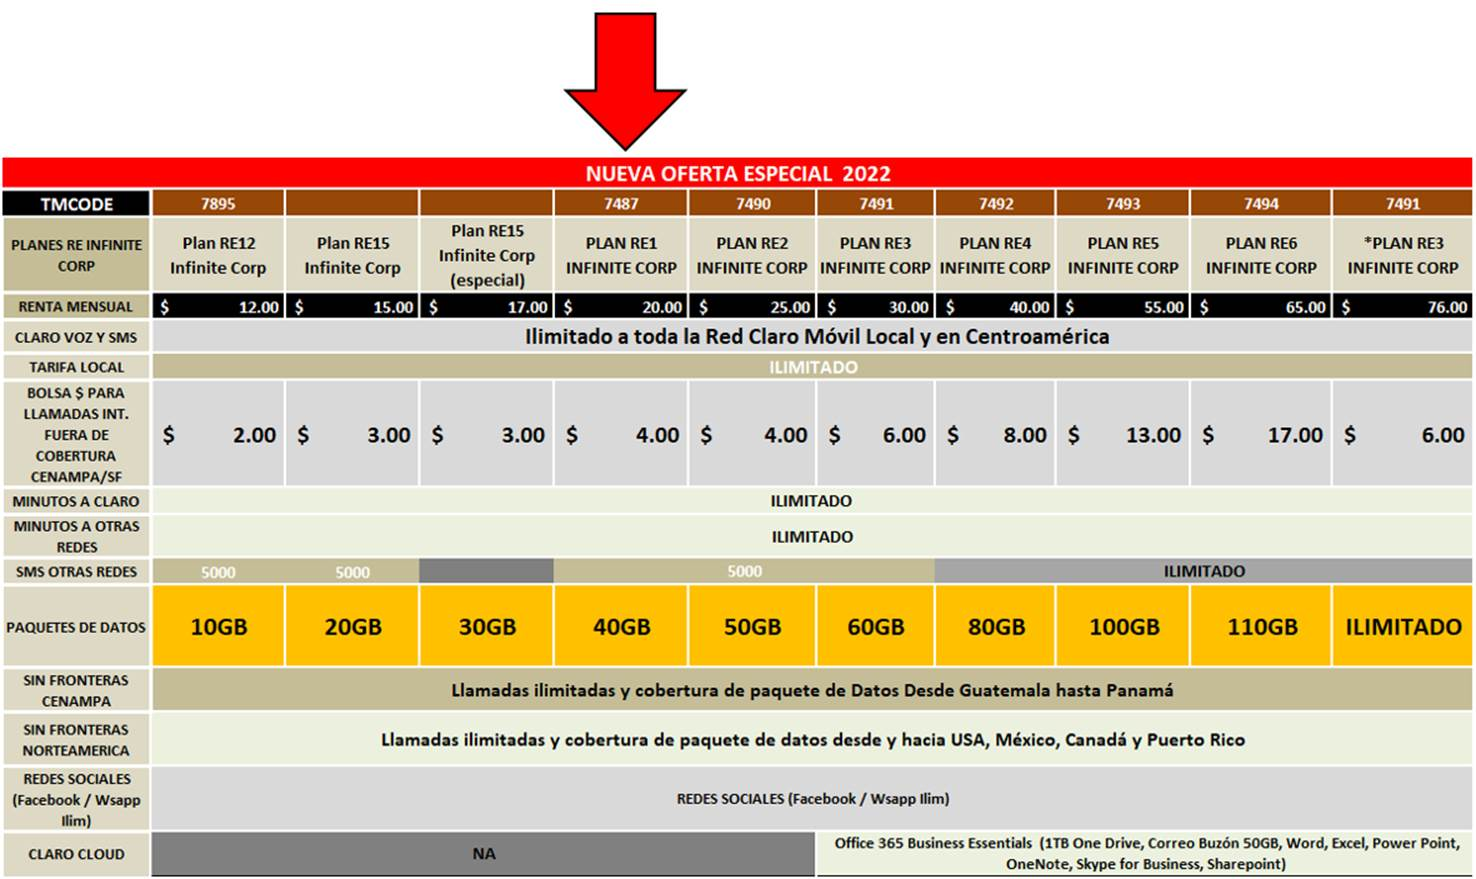 NUEVA OFERTA ESPECIAL  2022
TMCODE 7895 7487 7490 7491 7492 7493 7494 7491
PLANES RE INFINITE CORP Plan RE12 Infinite Corp Plan RE15 Infinite Corp Plan RE15 Infinite Corp (especial) PLAN RE1 INFINITE CORP PLAN RE2 INFINITE CORP PLAN RE3 INFINITE CORP PLAN RE4 INFINITE CORP PLAN RE5 INFINITE CORP PLAN RE6 INFINITE CORP *PLAN RE3 INFINITE CORP
RENTA MENSUAL $ 12.00 $ 15.00 $ 17.00 $ 20.00 $ 25.00 $ 30.00 $ 40.00 $ 55.00 $ 65.00 $ 76.00
CLARO VOZ Y SMS Ilimitado a toda la Red Claro Móvil Local y en Centroamérica
TARIFA LOCAL ILIMITADO
BOLSA $ PARA LLAMADAS INT. FUERA DE COBERTURA CENAMPA/SF $ 2.00 $ 3.00 $ 3.00 $ 4.00 $ 4.00 $ 6.00 $ 8.00 $ 13.00 $ 17.00 $ 6.00
MINUTOS A CLARO ILIMITADO
MINUTOS A OTRAS REDES ILIMITADO
SMS OTRAS REDES 5000 5000 5000 ILIMITADO
PAQUETES DE DATOS 10GB 20GB 30GB 40GB 50GB 60GB 80GB 100GB 110GB ILIMITADO
SIN FRONTERAS CENAMPA Llamadas ilimitadas y cobertura de paquete de Datos Desde Guatemala hasta Panamá
SIN FRONTERAS NORTEAMERICA Llamadas ilimitadas y cobertura de paquete de datos desde y hacia USA, México, Canadá y Puerto Rico
REDES SOCIALES (Facebook / Wsapp Ilim) REDES SOCIALES (Facebook / Wsapp Ilim)
CLARO CLOUD NA Office 365 Business Essentials  (1TB One Drive, Correo Buzón 50GB, Word, Excel, Power Point, OneNote, Skype for Business, Sharepoint)